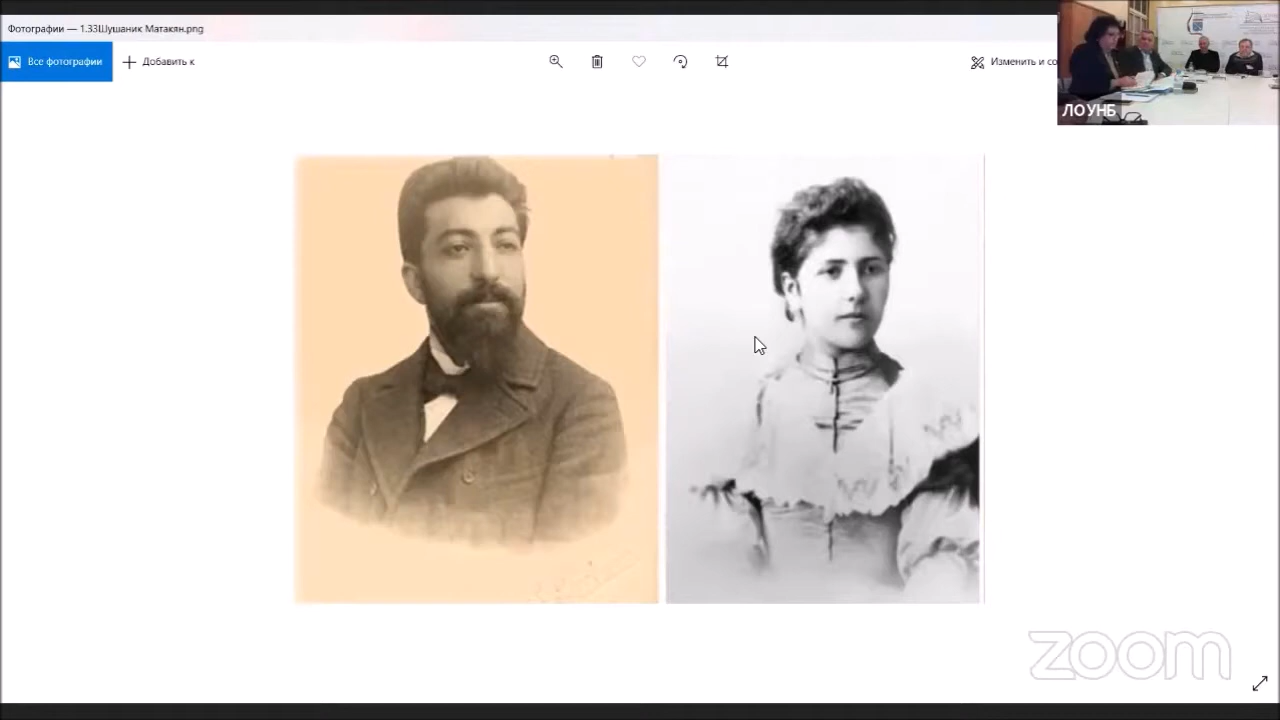 Фотографии — 1.33Шушаник Матакян.png
Все фотографии
Добавить к
Изменить и со
ЛОУНБ
zoom